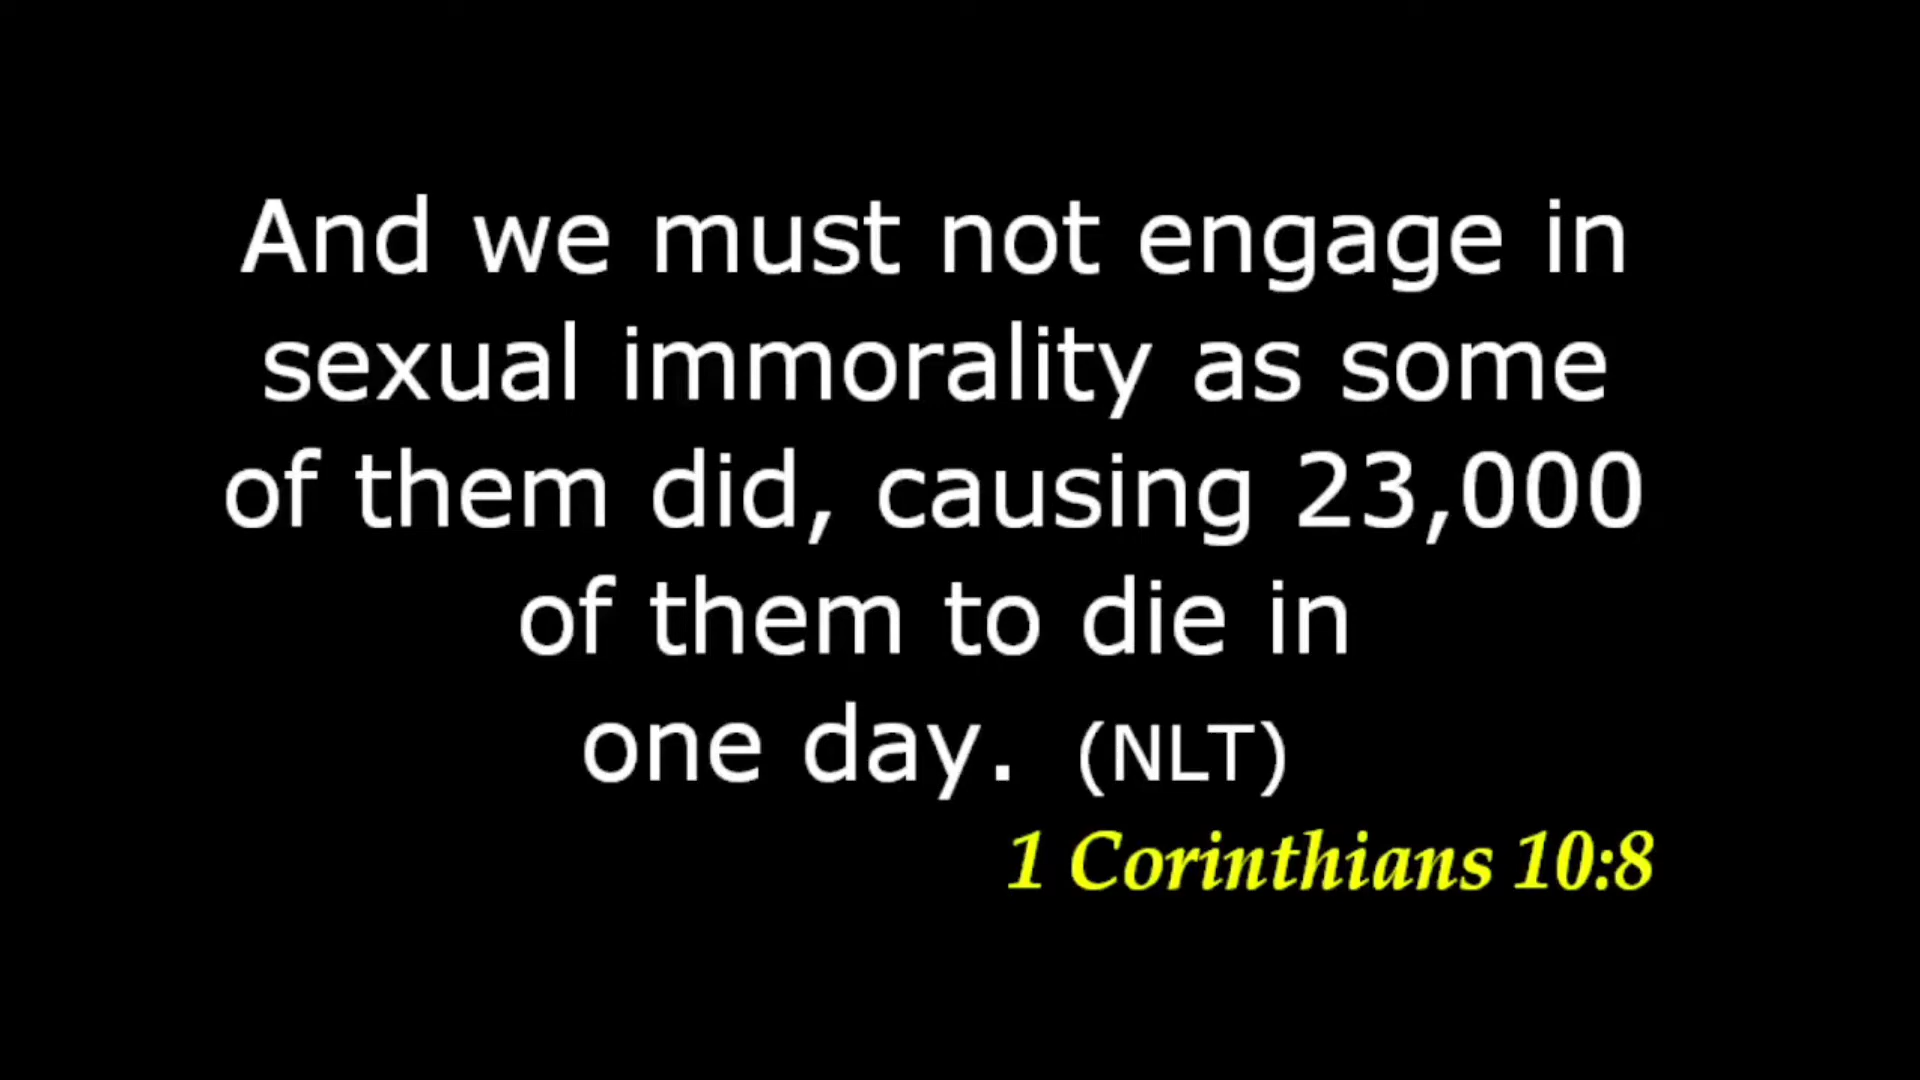 And we must not engage in
sexual immorality as some
of them did, causing 23,000
of them to die in
one day. (NLT)
1 Corinthians 10:8